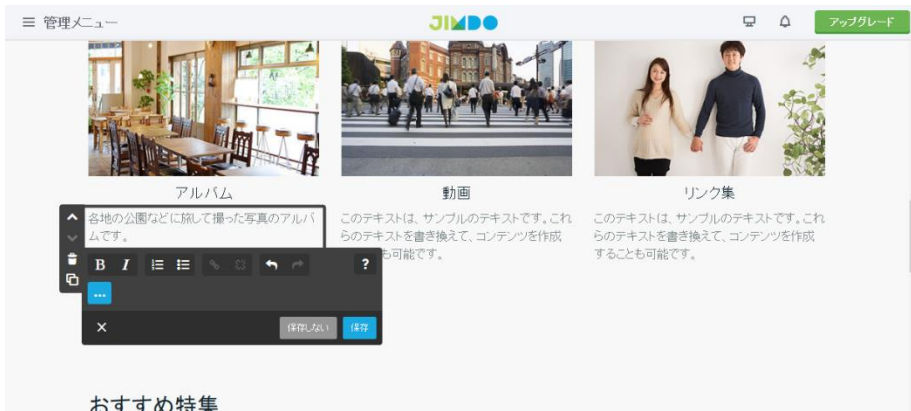 管理メニュー
JIMDO
アップグレード
アルバム
各地の公園などに旅して撮った写真のアルバ
ムです。
動画
このテキストは、サンプルのテキストです。これ
らのテキストを書き換えて、コンテンツを作成
も可能です。
リンク集
このテキストは、サンプルのテキストです。これ
らのテキストを書き換えて、コンテンツを作成
することも可能です。
B I ?
...
保存しない 保存
おすすめ特集